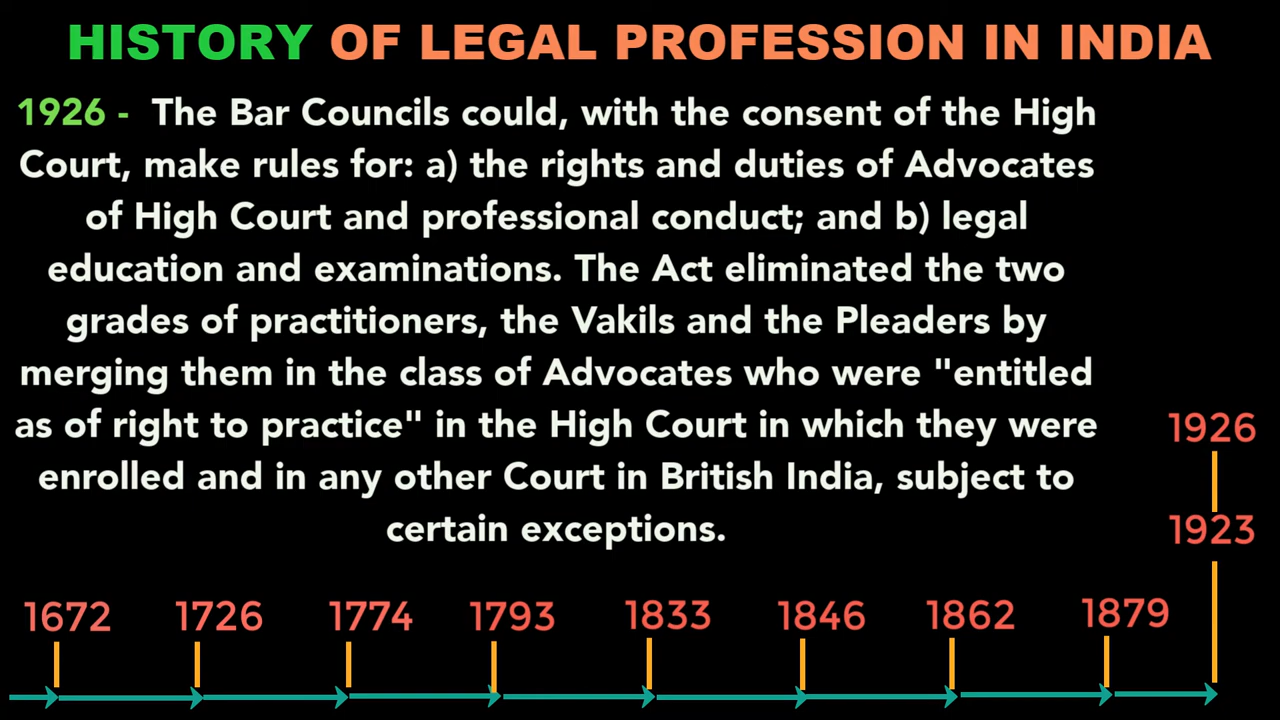 HISTORY OF LEGAL PROFESSION IN INDIA
1926 - The Bar Councils could, with the consent of the High
Court, make rules for: a) the rights and duties of Advocates
of High Court and professional conduct; and b) legal
education and examinations. The Act eliminated the two
grades of practitioners, the Vakils and the Pleaders by
merging them in the class of Advocates who were "entitled
as of right to practice" in the High Court in which they were
enrolled and in any other Court in British India, subject to
certain exceptions.
1926
1923
1672 1726 1774 1793 1833 1846 1862 1879